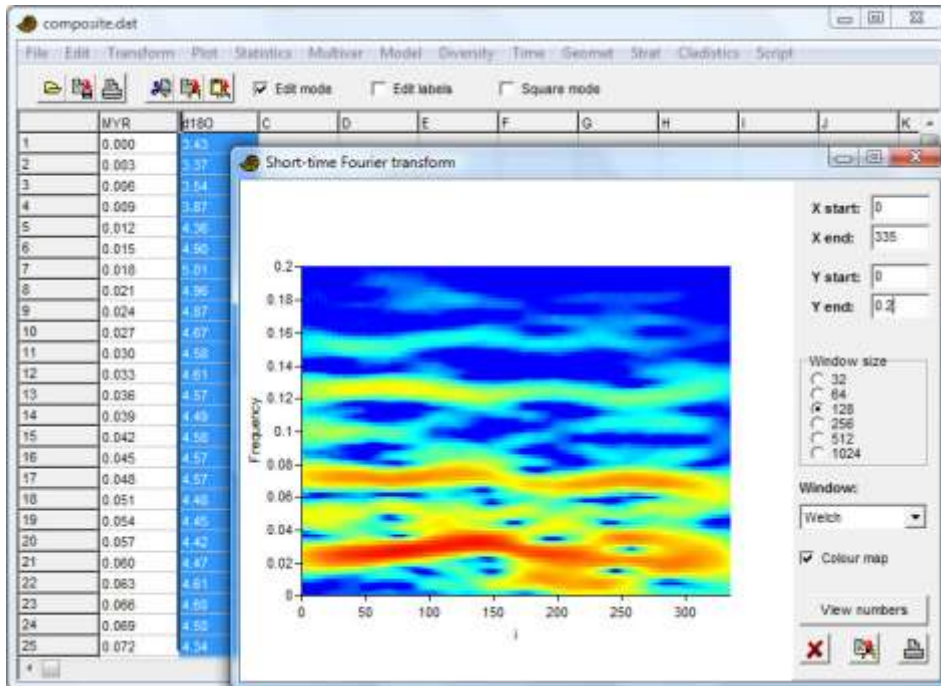 composite.dat
File Edit Transform Plot Statistics Multivar Model Diversity Time Geomet Strat Cladistics Script
Edit mode Edit labels Square mode
MYR d18O C D E F G H I J K
1 0.000 3.43
2 0.003 3.37
3 0.006 3.54
4 0.009 3.87
5 0.012 4.36
6 0.015 4.90
7 0.018 5.01
8 0.021 4.96
9 0.024 4.87
10 0.027 4.67
11 0.030 4.58
12 0.033 4.61
13 0.036 4.57
14 0.039 4.49
15 0.042 4.56
16 0.045 4.57
17 0.048 4.57
18 0.051 4.48
19 0.054 4.45
20 0.057 4.42
21 0.060 4.47
22 0.063 4.61
23 0.066 4.60
24 0.069 4.50
25 0.072 4.34
Short-time Fourier transform
0.2
0.18
0.16
0.14
0.12
0.1
0.08
0.06
0.04
0.02
0
Frequency
0 50 100 150 200 250 300
i
X start: 0
X end: 335
Y start: 0
Y end: 0.2
Window size
32
64
128
256
512
1024
Window:
Welch
Colour map
View numbers